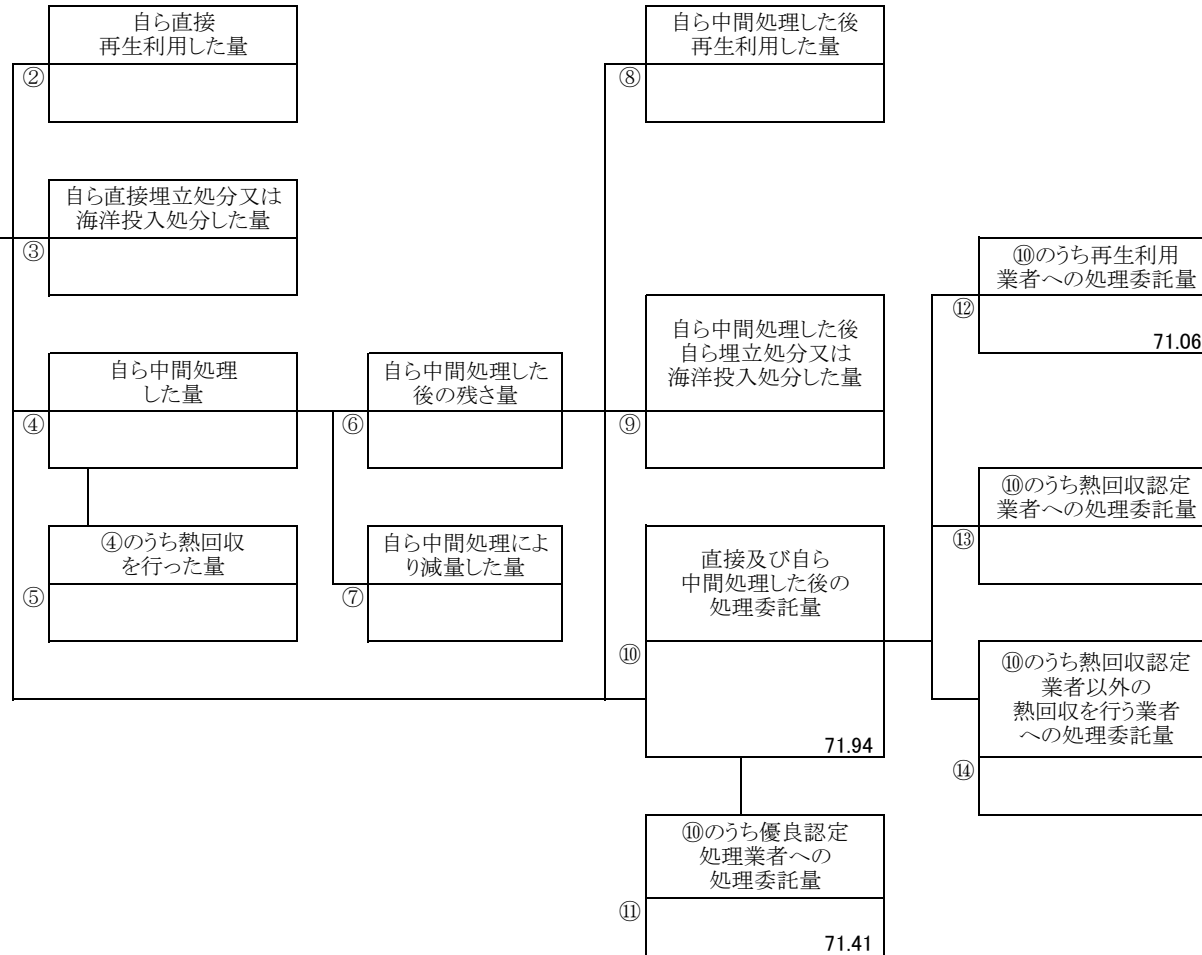 自ら直接
再生利用した量
②
自ら中間処理した後
再生利用した量
⑧
自ら直接埋立処分又は
海洋投入処分した量
③
⑩のうち再生利用
業者への処理委託量
⑫
71.06
自ら中間処理
した量
④
自ら中間処理した
後の残さ量
⑥
自ら中間処理した後
自ら埋立処分又は
海洋投入処分した量
⑨
⑩のうち熱回収認定
業者への処理委託量
⑬
④のうち熱回収
を行った量
⑤
自ら中間処理によ
り減量した量
⑦
直接及び自ら
中間処理した後の
処理委託量
⑩
71.94
⑩のうち熱回収認定
業者以外の
熱回収を行う業者
への処理委託量
⑭
⑩のうち優良認定
処理業者への
処理委託量
⑪
71.41